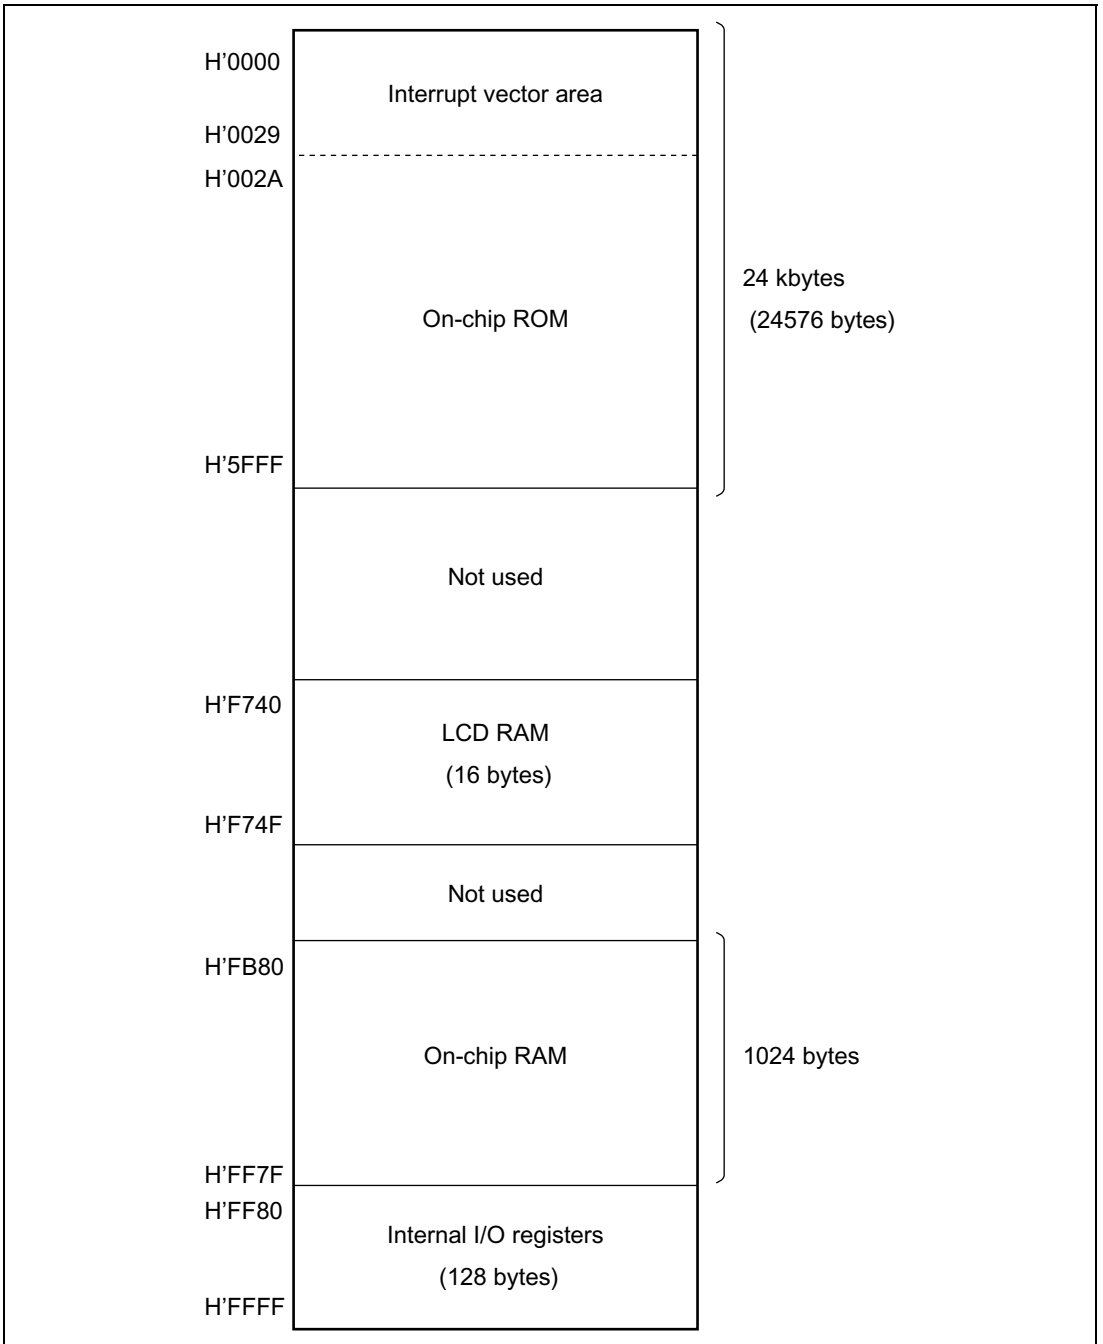 H'0000
Interrupt vector area
H'0029
H'002A
24 kbytes
On-chip ROM
(24576 bytes)
H'5FFF
Not used
H'F740
LCD RAM
(16 bytes)
H'F74F
Not used
H'FB80
On-chip RAM
1024 bytes
H'FF7F
H'FF80
Internal I/O registers
(128 bytes)
H'FFFF